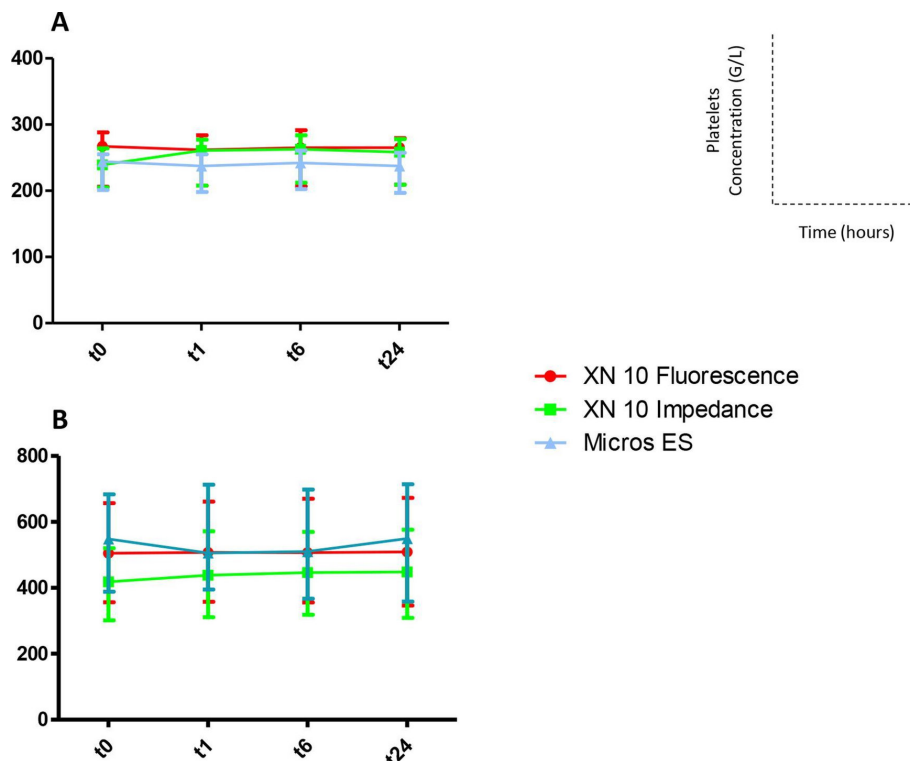 A
400
300
200
100
0
t0
t1
t6
t24
Platelets
Concentration (G/L)
Time (hours)
XN 10 Fluorescence
XN 10 Impedance
Micros ES
B
800
600
400
200
0
t0
t1
t6
t24